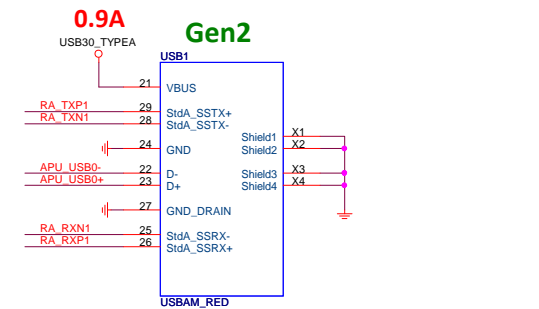 0.9A
Gen2
USB30_TYPEA
USB1
21 VBUS
RA_TXP1 29 StdA_SSTX+
RA_TXN1 28 StdA_SSTX-
Shield1 X1
24 GND Shield2 X2
APU_USB0- 22 D- Shield3 X3
APU_USB0+ 23 D+ Shield4 X4
27 GND_DRAIN
RA_RXN1 25 StdA_SSRX-
RA_RXP1 26 StdA_SSRX+
USBAM_RED